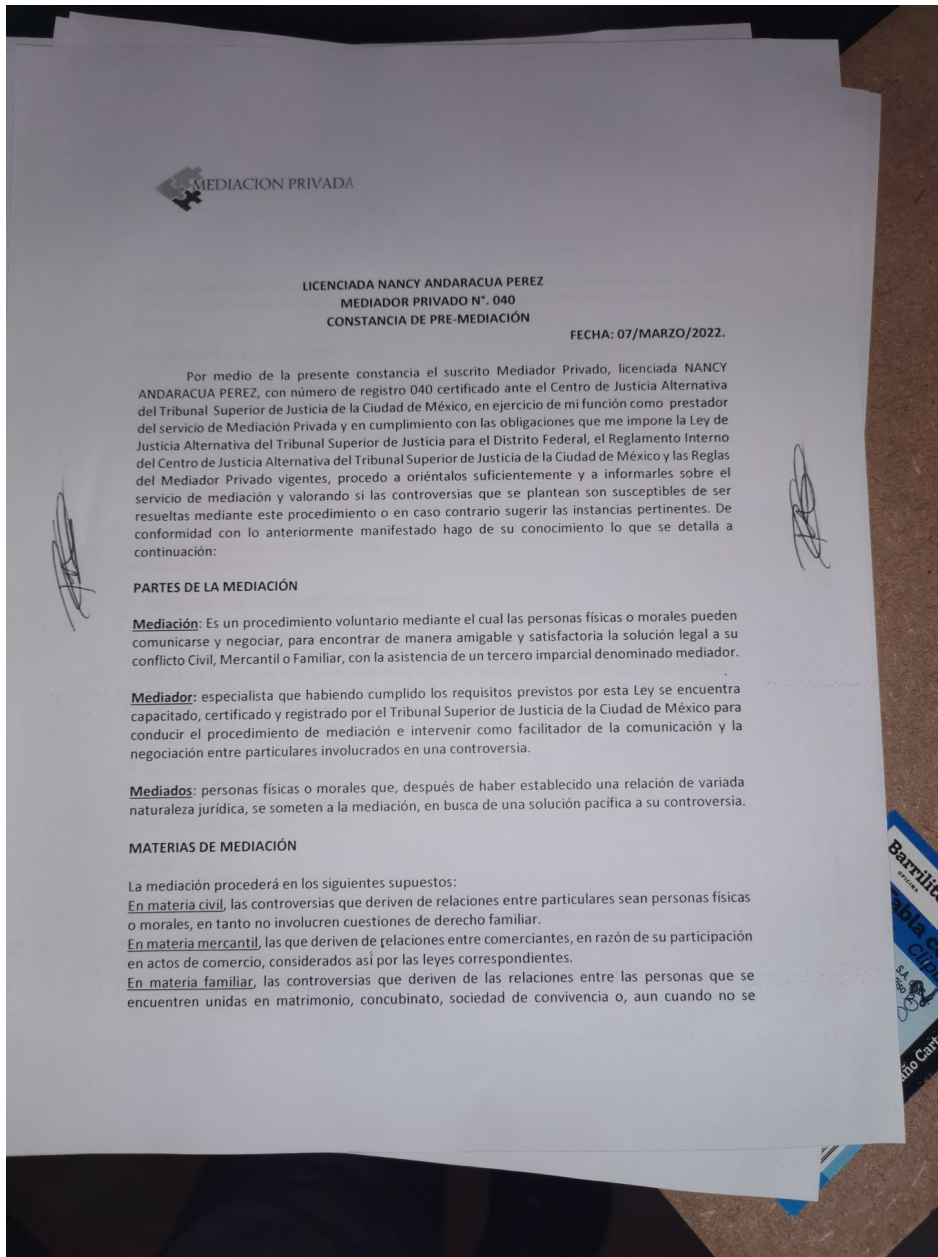 MEDIACION PRIVADA
LICENCIADA NANCY ANDARACUA PEREZ
MEDIADOR PRIVADO N°. 040
CONSTANCIA DE PRE-MEDIACIÓN
FECHA: 07/MARZO/2022.
Por medio de la presente constancia el suscrito Mediador Privado, licenciada NANCY
ANDARACUA PEREZ, con número de registro 040 certificado ante el Centro de Justicia Alternativa
del Tribunal Superior de Justicia de la Ciudad de México, en ejercicio de mi función como prestador
del servicio de Mediación Privada y en cumplimiento con las obligaciones que me impone la Ley de
Justicia Alternativa del Tribunal Superior de Justicia para el Distrito Federal, el Reglamento Interno
del Centro de Justicia Alternativa del Tribunal Superior de Justicia de la Ciudad de México y las Reglas
del Mediador Privado vigentes, procedo a oriéntalos suficientemente y a informarles sobre el
servicio de mediación y valorando si las controversias que se plantean son susceptibles de ser
resueltas mediante este procedimiento o en caso contrario sugerir las instancias pertinentes. De
conformidad con lo anteriormente manifestado hago de su conocimiento lo que se detalla a
continuación:
PARTES DE LA MEDIACIÓN
Mediación: Es un procedimiento voluntario mediante el cual las personas físicas o morales pueden
comunicarse y negociar, para encontrar de manera amigable y satisfactoria la solución legal a su
conflicto Civil, Mercantil o Familiar, con la asistencia de un tercero imparcial denominado mediador.
Mediador: especialista que habiendo cumplido los requisitos previstos por esta Ley se encuentra
capacitado, certificado y registrado por el Tribunal Superior de Justicia de la Ciudad de México para
conducir el procedimiento de mediación e intervenir como facilitador de la comunicación y la
negociación entre particulares involucrados en una controversia.
Mediados: personas físicas o morales que, después de haber establecido una relación de variada
naturaleza jurídica, se someten a la mediación, en busca de una solución pacífica a su controversia.
MATERIAS DE MEDIACIÓN
La mediación procederá en los siguientes supuestos:
En materia civil, las controversias que deriven de relaciones entre particulares sean personas físicas
o morales, en tanto no involucren cuestiones de derecho familiar.
En materia mercantil, las que deriven de relaciones entre comerciantes, en razón de su participación
en actos de comercio, considerados así por las leyes correspondientes.
En materia familiar, las controversias que deriven de las relaciones entre las personas que se
encuentren unidas en matrimonio, concubinato, sociedad de convivencia o, aun cuando no se
Barrilit
OFICINA
abla c
Clip
S.A.